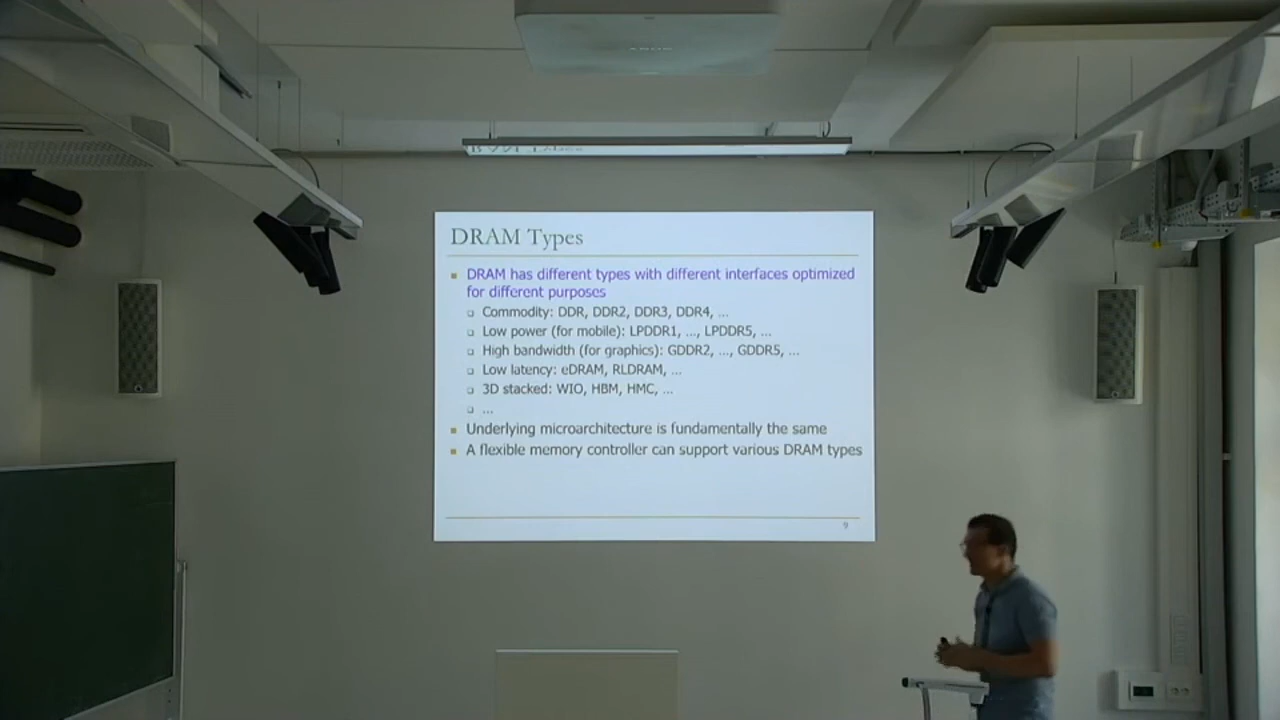 DRAM Types
DRAM has different types with different interfaces optimized
for different purposes
Commodity: DDR, DDR2, DDR3, DDR4, ...
Low power (for mobile): LPDDR1, ..., LPDDR5, ...
High bandwidth (for graphics): GDDR2, ..., GDDR5, ...
Low latency: eDRAM, RLDRAM, ...
3D stacked: WIO, HBM, HMC, ...
...
Underlying microarchitecture is fundamentally the same
A flexible memory controller can support various DRAM types
9